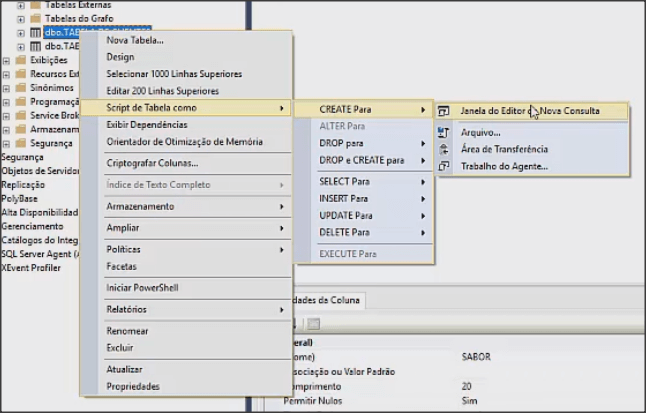 Tabelas Externas
Tabelas do Grafo
dbo.TABELA DE CLIENTES
dbo.TAB
Exibições
Recursos Ext
Sinônimos
Programaçã
Service Brok
Armazenam
Segurança
Segurança
Objetos de Servidor
Replicação
PolyBase
Alta Disponibilidad
Gerenciamento
Catálogos do Integ
SQL Server Agent (A
XEvent Profiler
Nova Tabela...
Design
Selecionar 1000 Linhas Superiores
Editar 200 Linhas Superiores
Script de Tabela como
Exibir Dependências
Orientador de Otimização de Memória
Criptografar Colunas...
Índice de Texto Completo
Armazenamento
Ampliar
Políticas
Facetas
Iniciar PowerShell
Relatórios
Renomear
Excluir
Atualizar
Propriedades
CREATE Para
ALTER Para
DROP para
DROP e CREATE para
SELECT Para
INSERT Para
UPDATE Para
DELETE Para
EXECUTE Para
Janela do Editor de Nova Consulta
Arquivo...
Área de Transferência
Trabalho do Agente...
dades da Coluna
eral)
ome) SABOR
ssociação ou Valor Padrão
omprimento 20
Permitir Nulos Sim